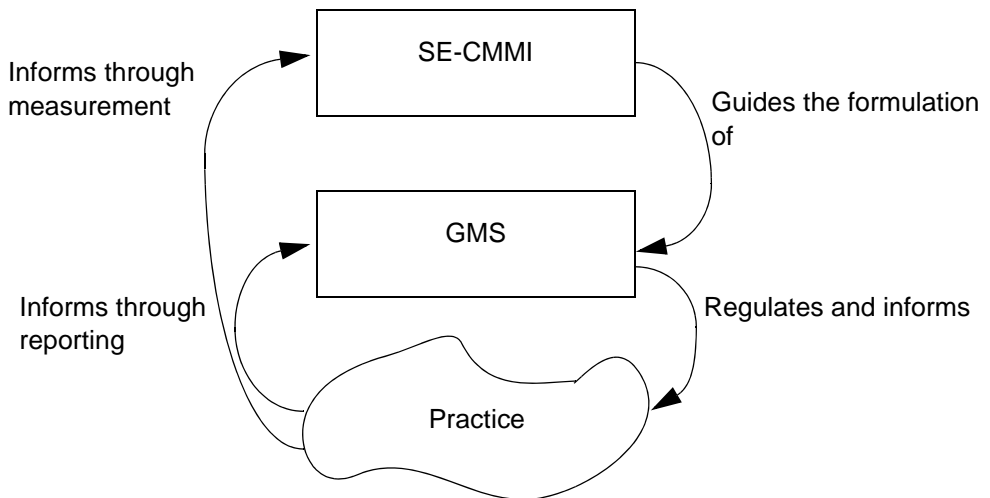 SE-CMMI
Informs through
measurement
Guides the formulation
of
GMS
Informs through
reporting
Regulates and informs
Practice